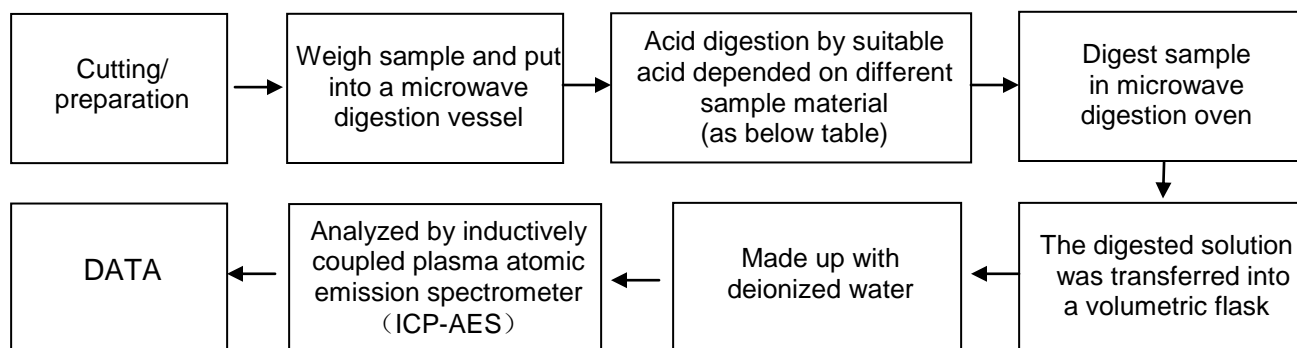 Cutting/
preparation
Weigh sample and put
into a microwave
digestion vessel
Acid digestion by suitable
acid depended on different
sample material
(as below table)
Digest sample
in microwave
digestion oven
The digested solution
was transferred into
a volumetric flask
Made up with
deionized water
Analyzed by inductively
coupled plasma atomic
emission spectrometer
（ICP-AES）
DATA